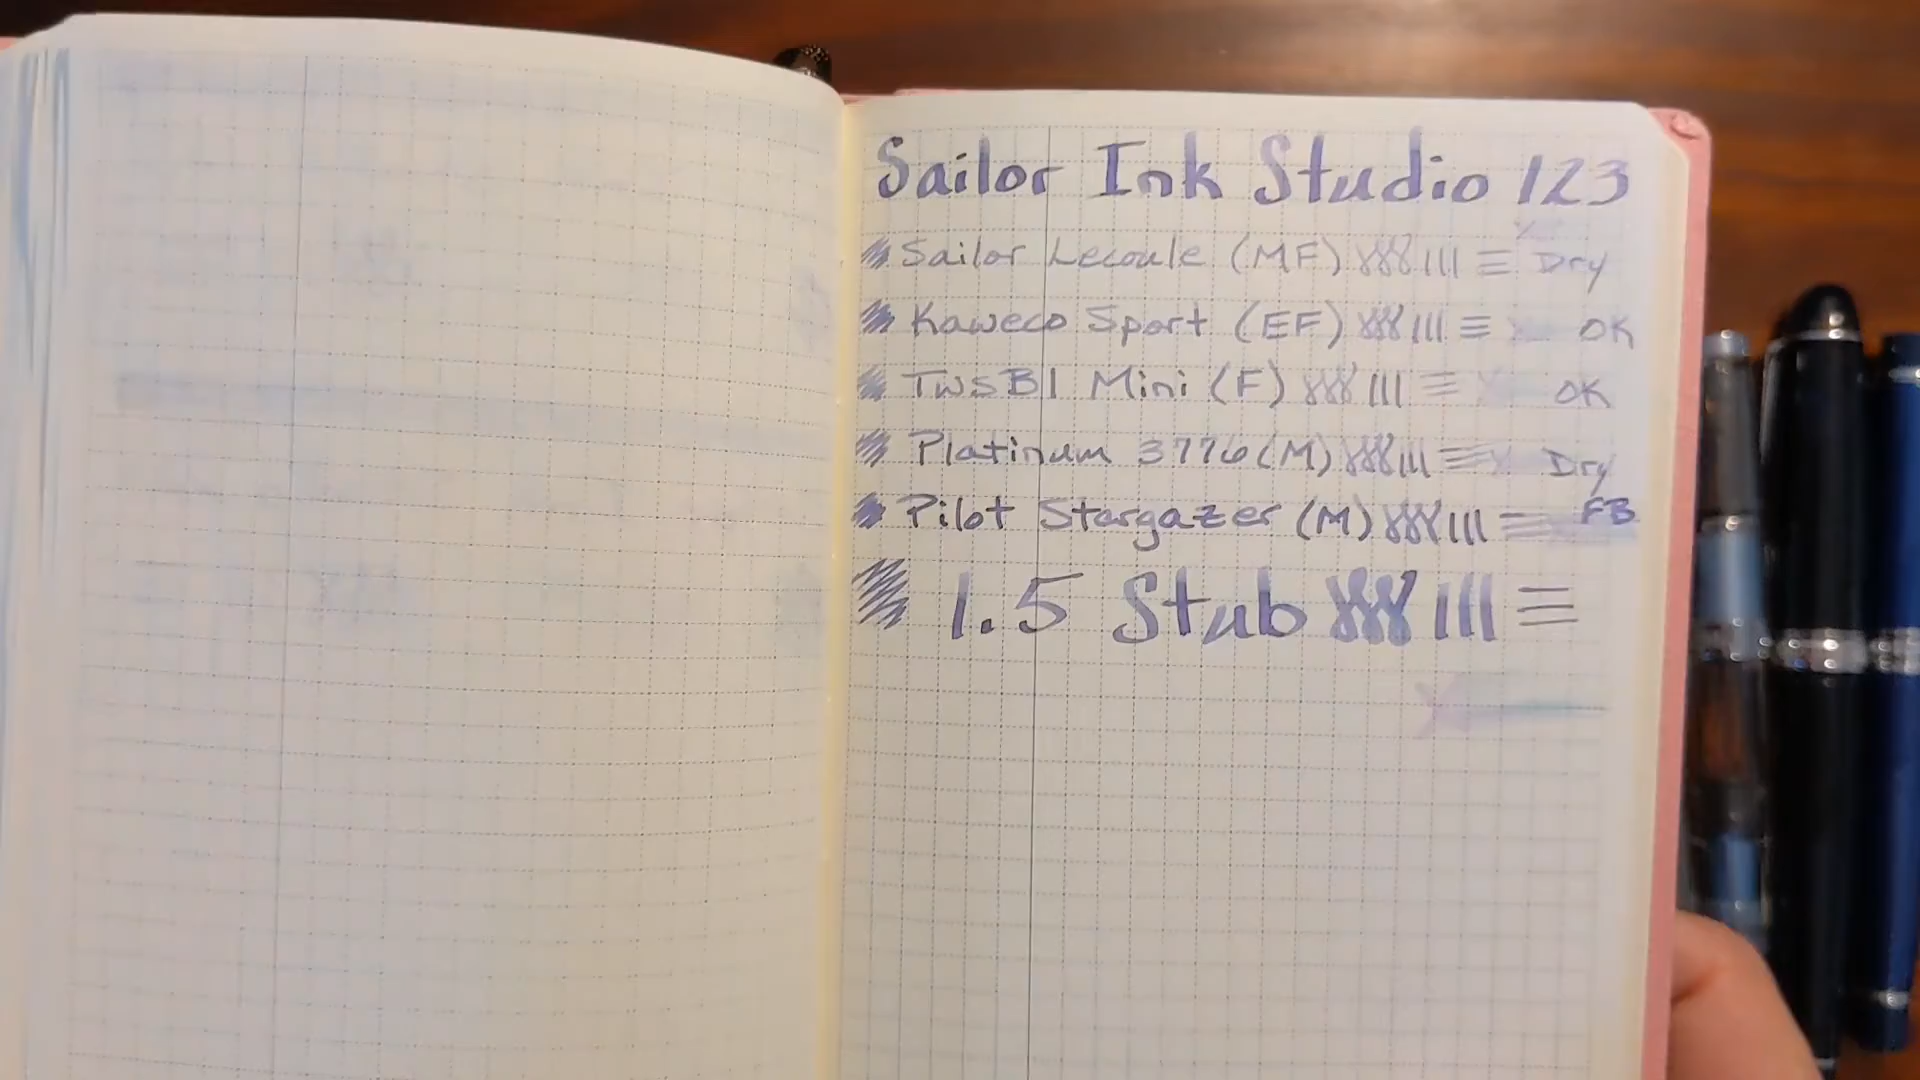 Sailor Ink Studio 123
Sailor Lecoule (MF) Dry
Kaweco Sport (EF) OK
TWSBI Mini (F) OK
Platinum 3776 (M) Dry
Pilot Stargazer (M) FB
1.5 Stub